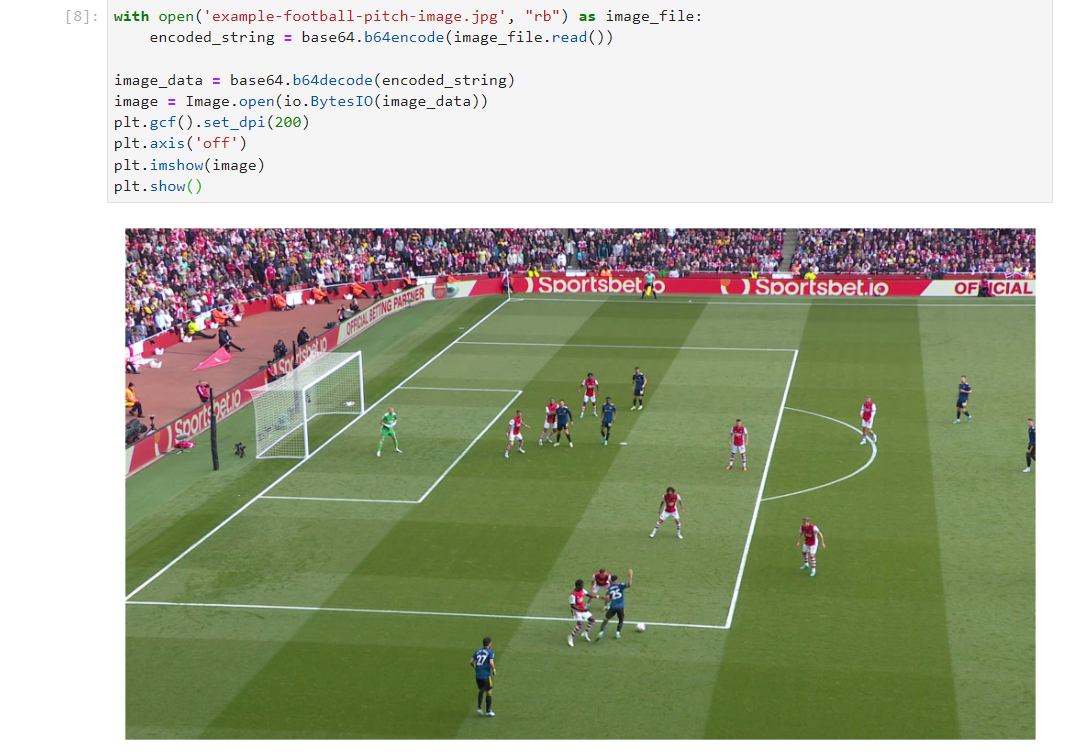 [8]: with open('example-football-pitch-image.jpg', "rb") as image_file:
    encoded_string = base64.b64encode(image_file.read())

image_data = base64.b64decode(encoded_string)
image = Image.open(io.BytesIO(image_data))
plt.gcf().set_dpi(200)
plt.axis('off')
plt.imshow(image)
plt.show()
Sportsbet.io
Sportsbet.io
OFFICIAL
OFFICIAL BETTING PARTNER
Sportsbet.io
Sportsbet.io
25
27